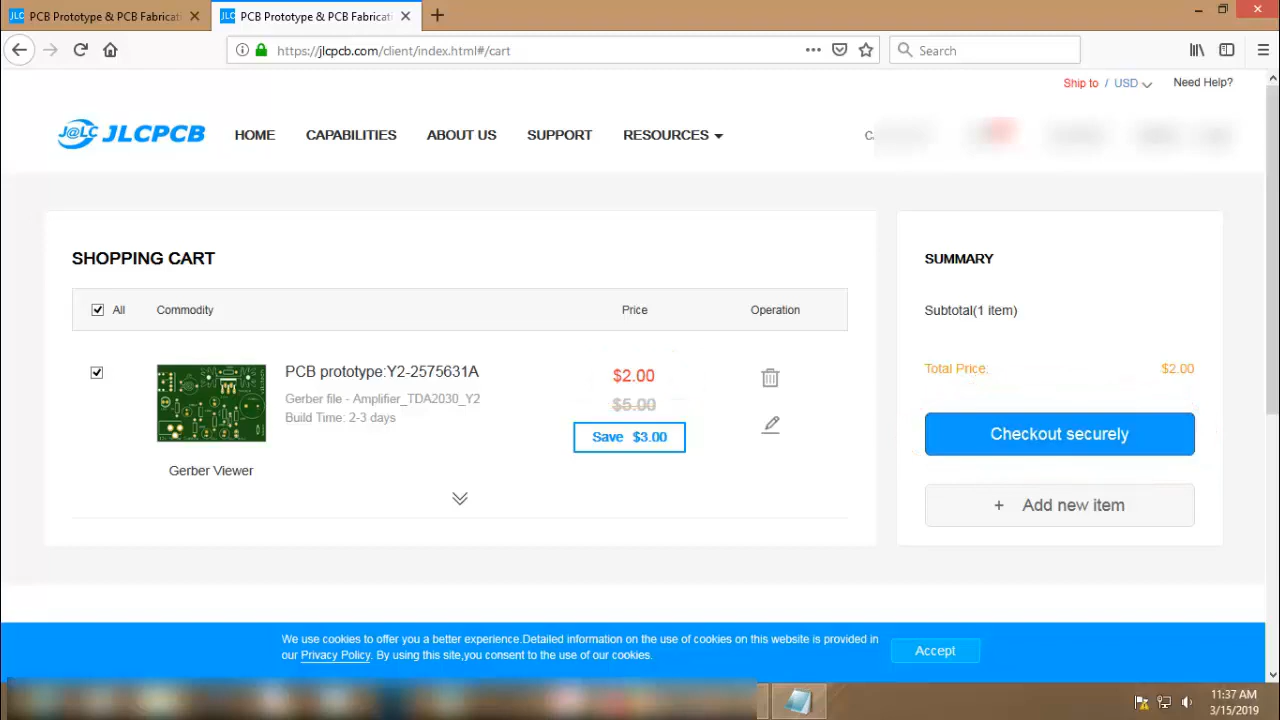 JLC PCB Prototype & PCB Fabricati
JLC PCB Prototype & PCB Fabricati
https://jlcpcb.com/client/index.html#/cart
Search
Ship to / USD
Need Help?
J@LC JLCPCB
HOME
CAPABILITIES
ABOUT US
SUPPORT
RESOURCES
SHOPPING CART
All
Commodity
Price
Operation
PCB prototype:Y2-2575631A
Gerber file - Amplifier_TDA2030_Y2
Build Time: 2-3 days
Gerber Viewer
$2.00
$5.00
Save $3.00
SUMMARY
Subtotal(1 item)
Total Price: $2.00
Checkout securely
+ Add new item
We use cookies to offer you a better experience.Detailed information on the use of cookies on this website is provided in
our Privacy Policy. By using this site,you consent to the use of our cookies.
Accept
11:37 AM
3/15/2019